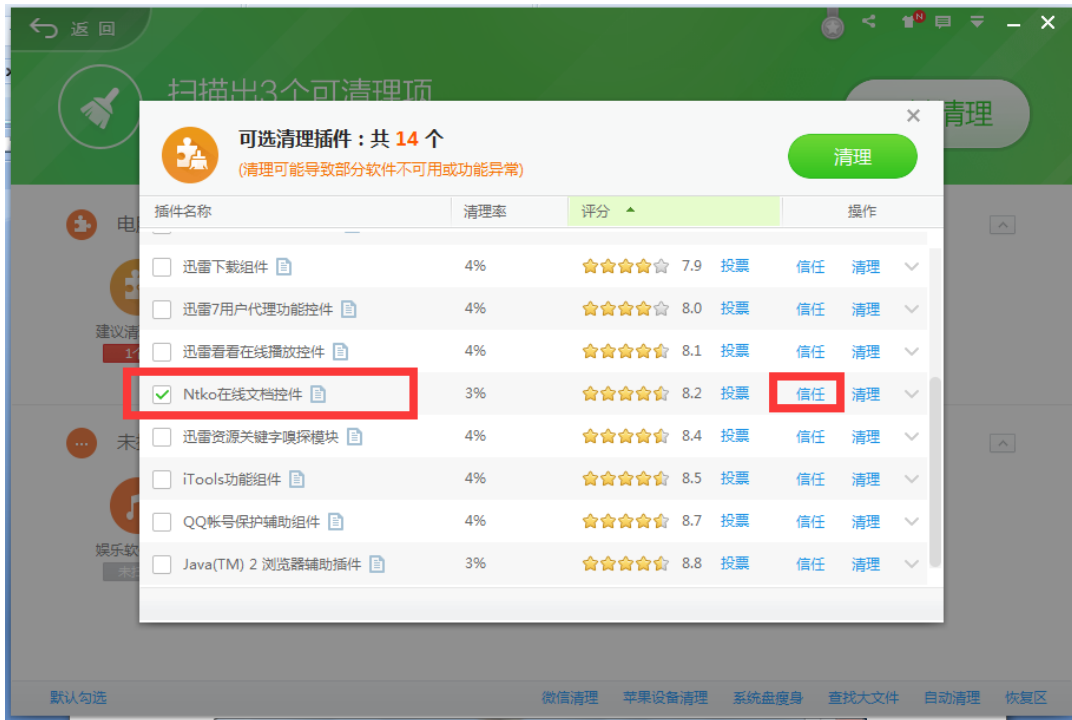 返回
N
扫描出3个可清理项
清理
可选清理插件：共 14 个
(清理可能导致部分软件不可用或功能异常)
清理
插件名称 清理率 评分 操作
迅雷下载组件 4% 7.9 投票 信任 清理
迅雷7用户代理功能控件 4% 8.0 投票 信任 清理
迅雷看看在线播放控件 4% 8.1 投票 信任 清理
Ntko在线文档控件 3% 8.2 投票 信任 清理
迅雷资源关键字嗅探模块 4% 8.4 投票 信任 清理
iTools功能组件 4% 8.5 投票 信任 清理
QQ帐号保护辅助组件 4% 8.7 投票 信任 清理
Java(TM) 2 浏览器辅助插件 3% 8.8 投票 信任 清理
电
建议清
1
未
娱乐软
未
默认勾选 微信清理 苹果设备清理 系统盘瘦身 查找大文件 自动清理 恢复区